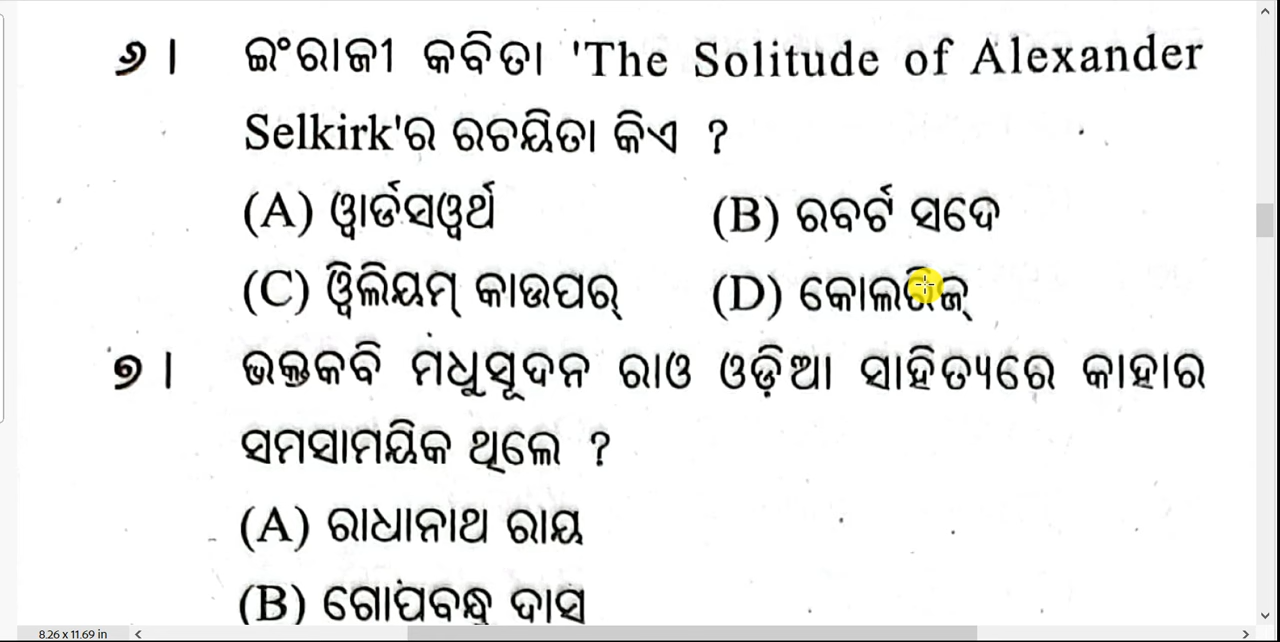 ୬ । ଇଂରାଜୀ କବିତା 'The Solitude of Alexander
Selkirk'ର ରଚୟିତା କିଏ ?
(A) ୱାର୍ଡସୱର୍ଥ (B) ରବର୍ଟ ସଦେ
(C) ୱିଲିୟମ୍ କାଉପର୍ (D) କୋଲରିଜ୍
୭ । ଭକ୍ତକବି ମଧୁସୂଦନ ରାଓ ଓଡ଼ିଆ ସାହିତ୍ୟରେ କାହାର
ସମସାମୟିକ ଥିଲେ ?
(A) ରାଧାନାଥ ରାୟ
(B) ଗୋପବନ୍ଧୁ ଦାସ
8.26 x 11.69 in